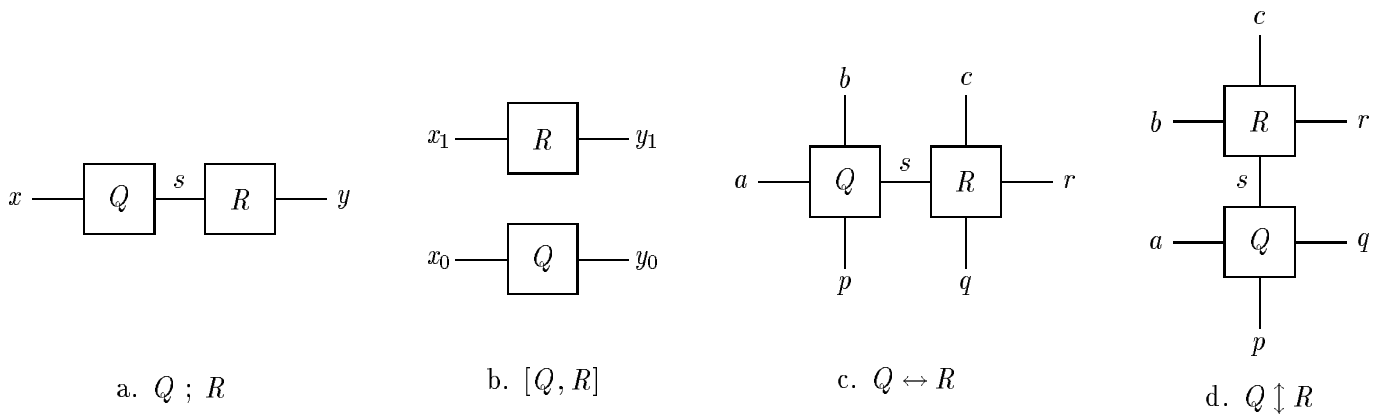 x Q s R y
a. Q ; R
x₁ R y₁
x₀ Q y₀
b. [Q, R]
b c
a Q s R r
p q
c. Q ↔ R
c
b R r
s
a Q q
p
d. Q ↕ R